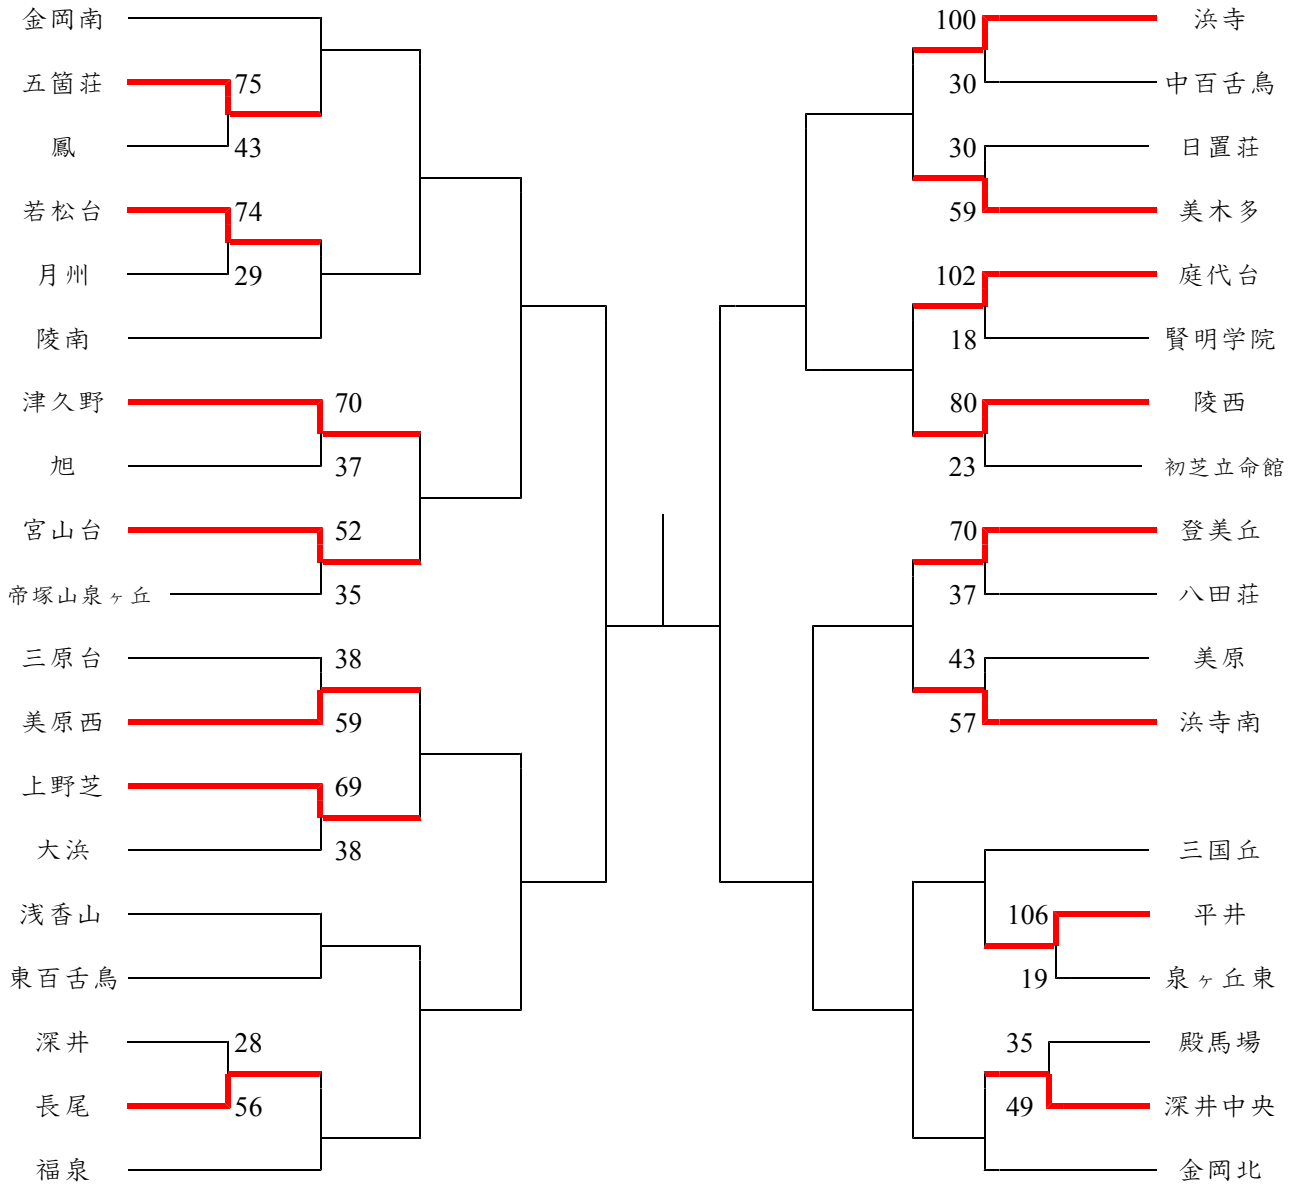 金岡南
五箇荘 75
鳳 43
若松台 74
月州 29
陵南
津久野 70
旭 37
宮山台 52
帝塚山泉ヶ丘 35
三原台 38
美原西 59
上野芝 69
大浜 38
浅香山
東百舌鳥
深井 28
長尾 56
福泉
100 浜寺
30 中百舌鳥
30 日置荘
59 美木多
102 庭代台
18 賢明学院
80 陵西
23 初芝立命館
70 登美丘
37 八田荘
43 美原
57 浜寺南
三国丘
106 平井
19 泉ヶ丘東
35 殿馬場
49 深井中央
金岡北